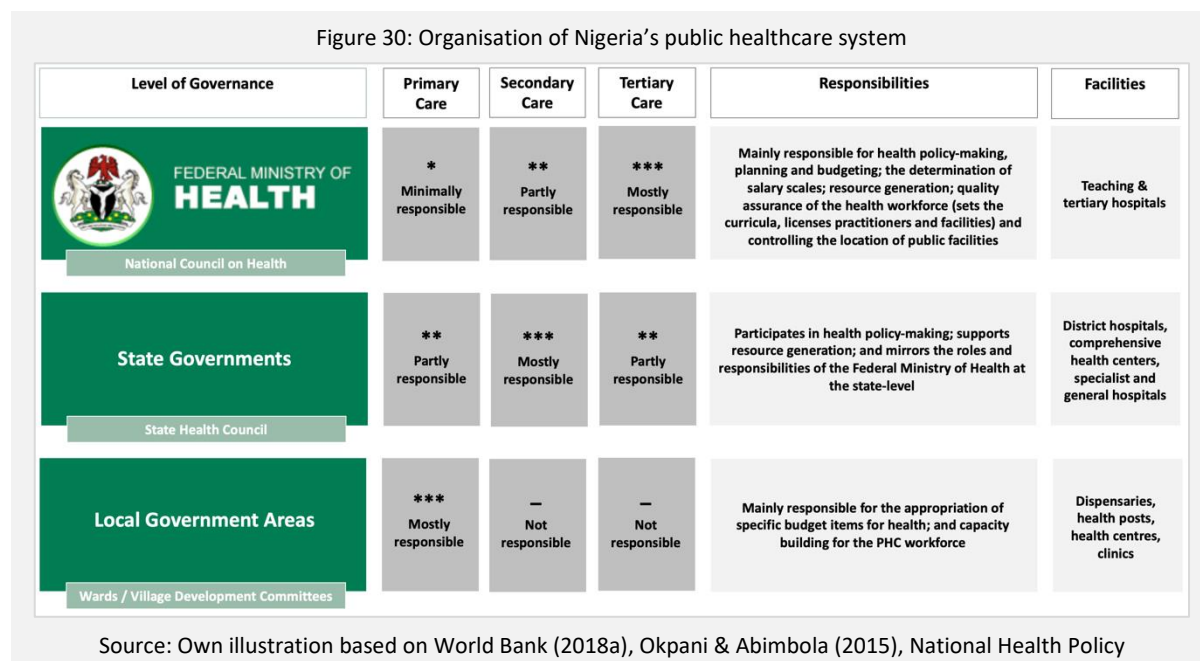 Figure 30: Organisation of Nigeria's public healthcare system
Level of Governance
Primary
Care
Secondary
Care
Tertiary
Care
Responsibilities
Facilities
FEDERAL MINISTRY OF
HEALTH
National Council on Health
*
Minimally
responsible
**
Partly
responsible
***
Mostly
responsible
Mainly responsible for health policy-making,
planning and budgeting; the determination of
salary scales; resource generation; quality
assurance of the health workforce (sets the
curricula, licenses practitioners and facilities) and
controlling the location of public facilities
Teaching &
tertiary hospitals
State Governments
State Health Council
**
Partly
responsible
***
Mostly
responsible
**
Partly
responsible
Participates in health policy-making; supports
resource generation; and mirrors the roles and
responsibilities of the Federal Ministry of Health at
the state-level
District hospitals,
comprehensive
health centers,
specialist and
general hospitals
Local Government Areas
Wards / Village Development Committees
***
Mostly
responsible
–
Not
responsible
–
Not
responsible
Mainly responsible for the appropriation of
specific budget items for health; and capacity
building for the PHC workforce
Dispensaries,
health posts,
health centres,
clinics
Source: Own illustration based on World Bank (2018a), Okpani & Abimbola (2015), National Health Policy